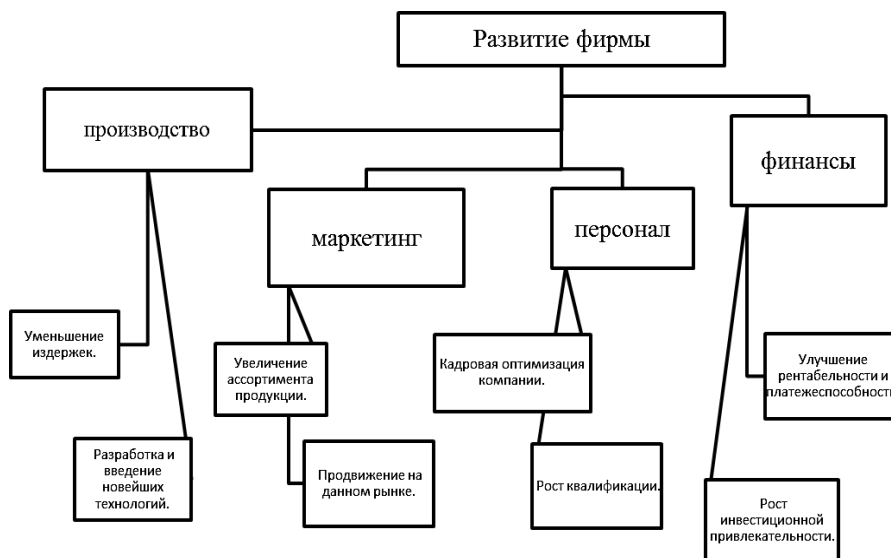 Развитие фирмы
производство
финансы
маркетинг
персонал
Уменьшение
издержек.
Увеличение
ассортимента
продукции.
Кадровая оптимизация
компании.
Улучшение
рентабельности и
платежеспособност
Разработка и
введение
новейших
технологий.
Продвижение на
данном рынке.
Рост квалификации.
Рост
инвестиционной
привлекательности.